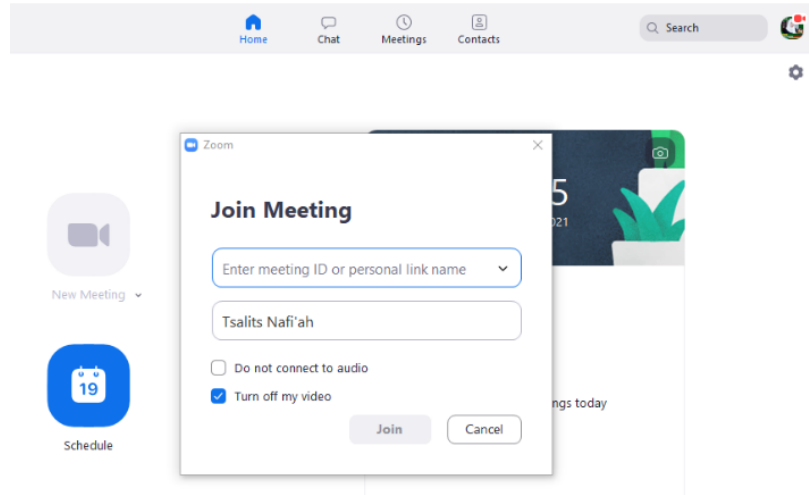 Home
Chat
Meetings
Contacts
Search
Zoom
Join Meeting
5
021
Enter meeting ID or personal link name
New Meeting
Tsalits Nafi'ah
Do not connect to audio
Turn off my video
ngs today
19
Join
Cancel
Schedule